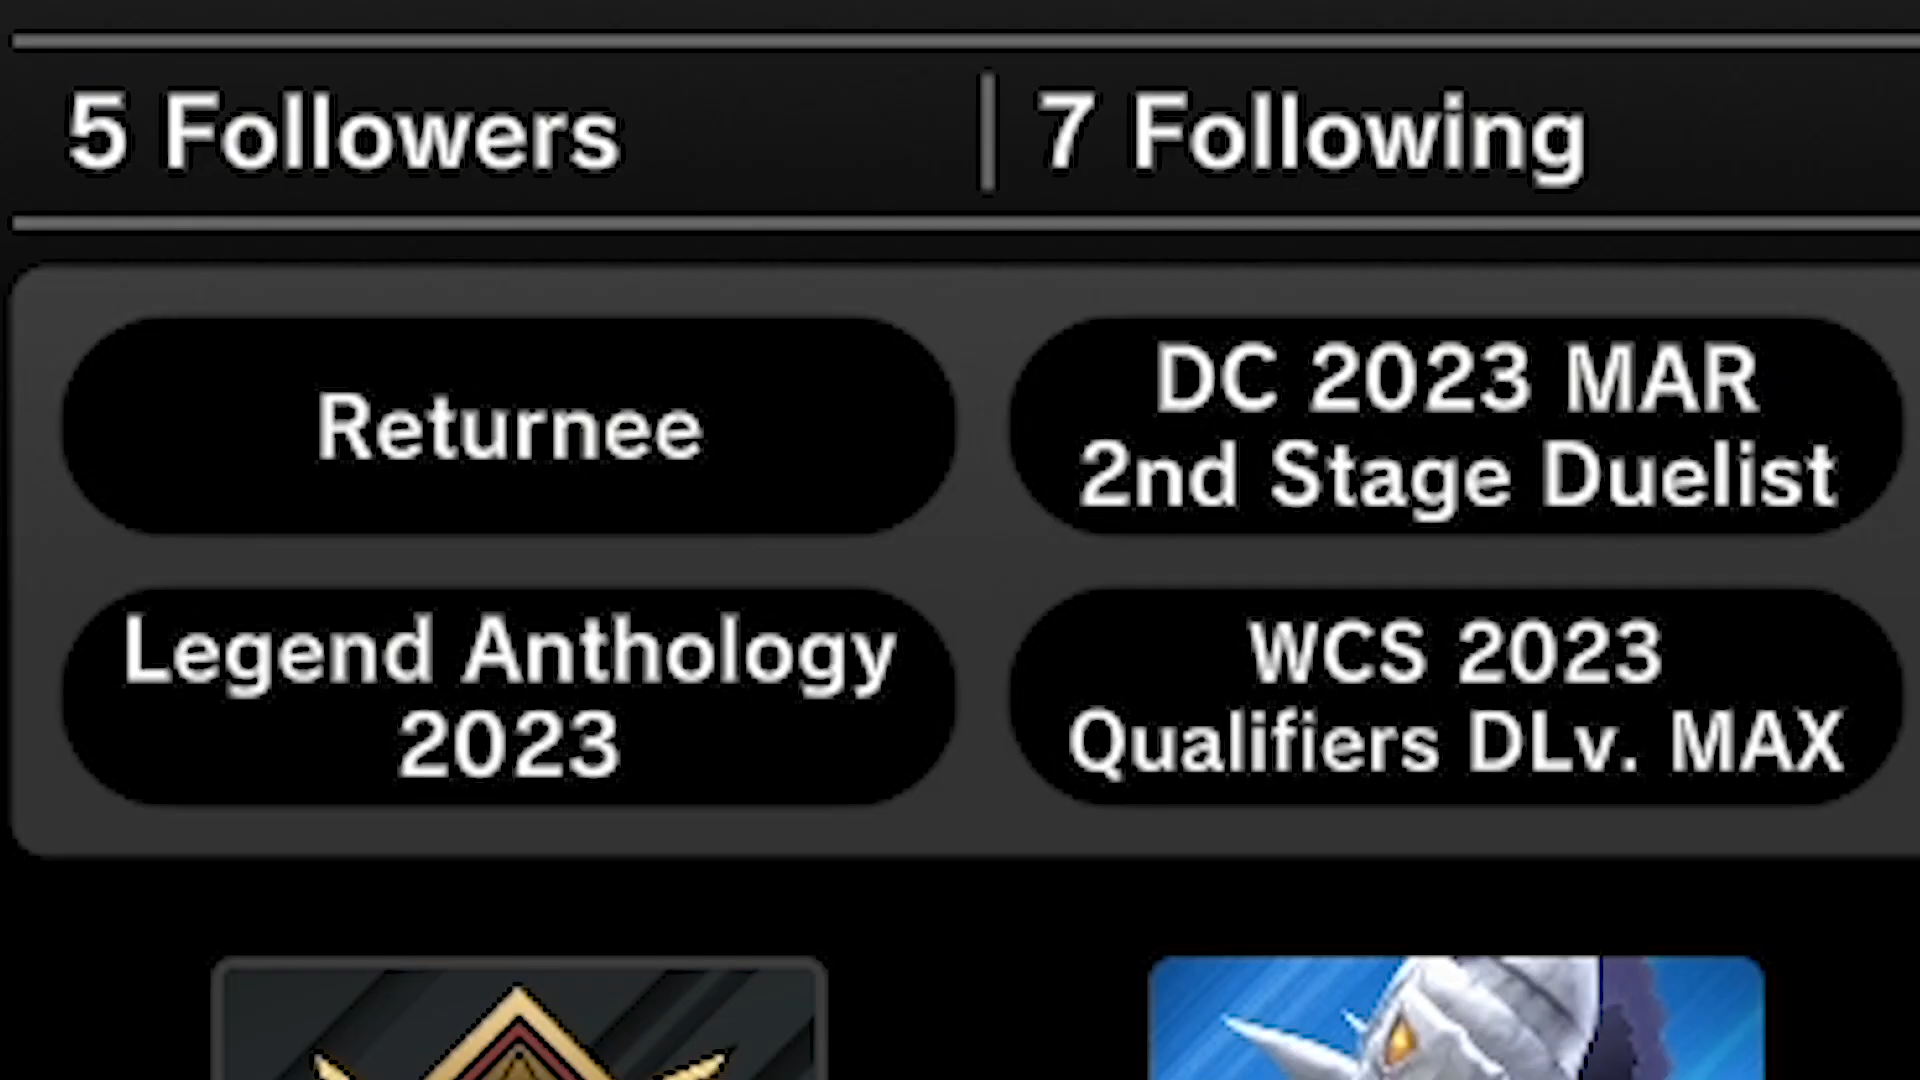 5 Followers
7 Following
Returnee
DC 2023 MAR
2nd Stage Duelist
Legend Anthology
2023
WCS 2023
Qualifiers DLv. MAX